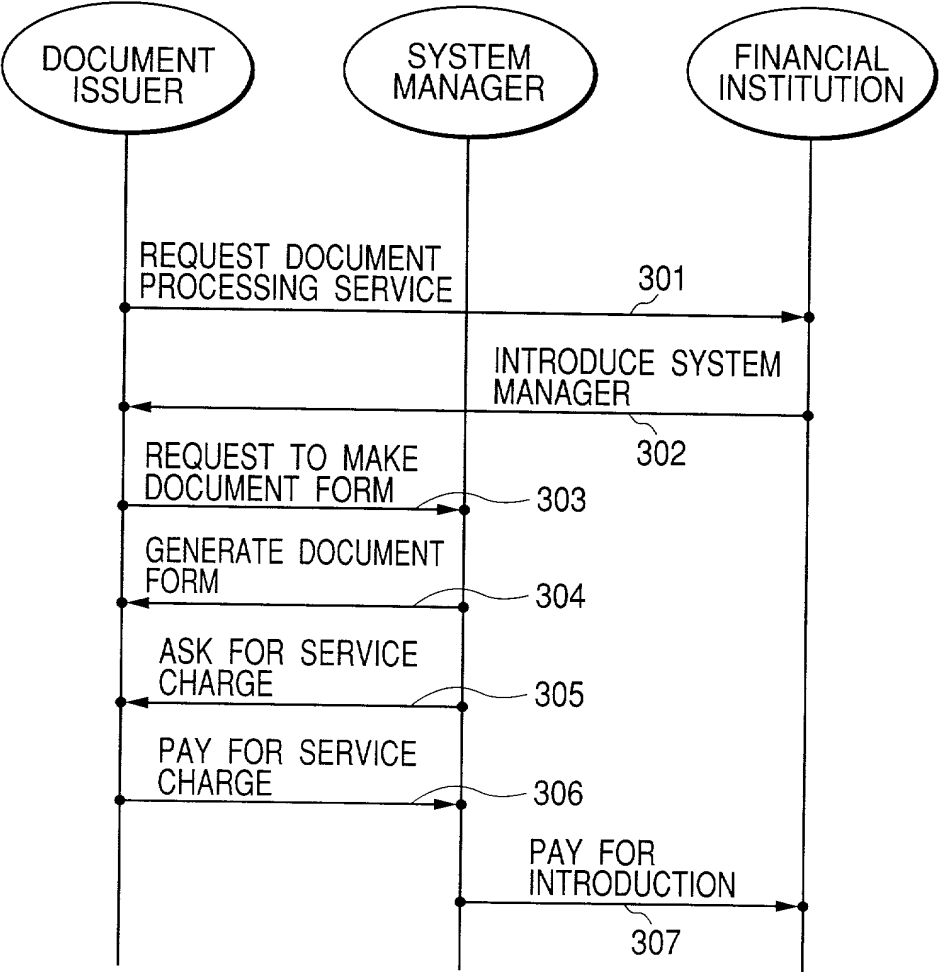 DOCUMENT
ISSUER
SYSTEM
MANAGER
FINANCIAL
INSTITUTION
REQUEST DOCUMENT
PROCESSING SERVICE
301
INTRODUCE SYSTEM
MANAGER
302
REQUEST TO MAKE
DOCUMENT FORM
303
GENERATE DOCUMENT
FORM
304
ASK FOR SERVICE
CHARGE
305
PAY FOR SERVICE
CHARGE
306
PAY FOR
INTRODUCTION
307